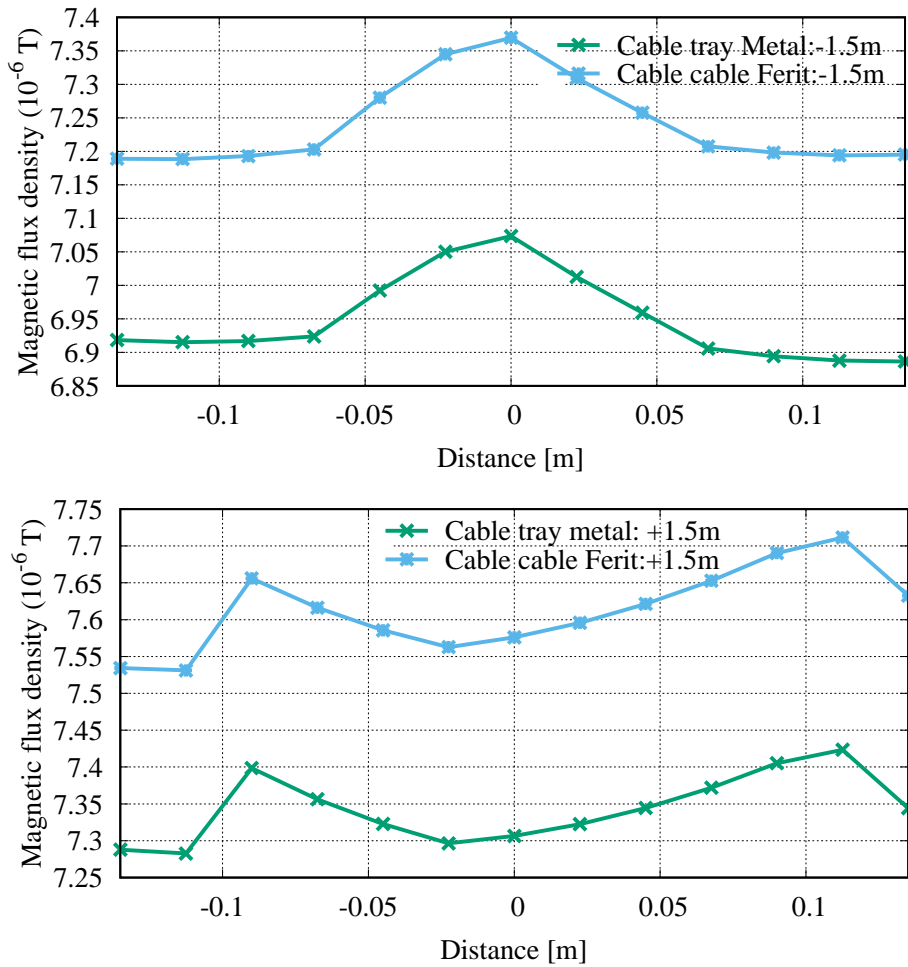 7.4
7.35
7.3
7.25
7.2
7.15
7.1
7.05
7
6.95
6.9
6.85
Magnetic flux density (10⁻⁶ T)
Cable tray Metal:-1.5m
Cable cable Ferit:-1.5m
-0.1 -0.05 0 0.05 0.1
Distance [m]
7.75
7.7
7.65
7.6
7.55
7.5
7.45
7.4
7.35
7.3
7.25
Magnetic flux density (10⁻⁶ T)
Cable tray metal: +1.5m
Cable cable Ferit:+1.5m
-0.1 -0.05 0 0.05 0.1
Distance [m]